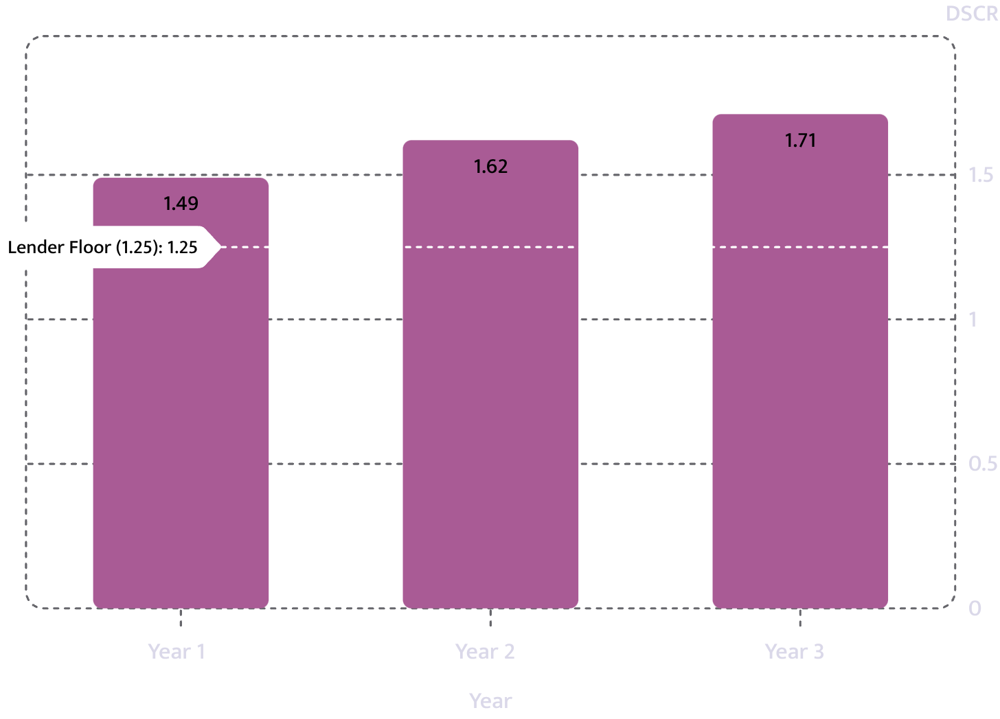 DSCR
1.71
1.62
1.5
1.49
Lender Floor (1.25): 1.25
1
0.5
0
Year 1
Year 2
Year 3
Year